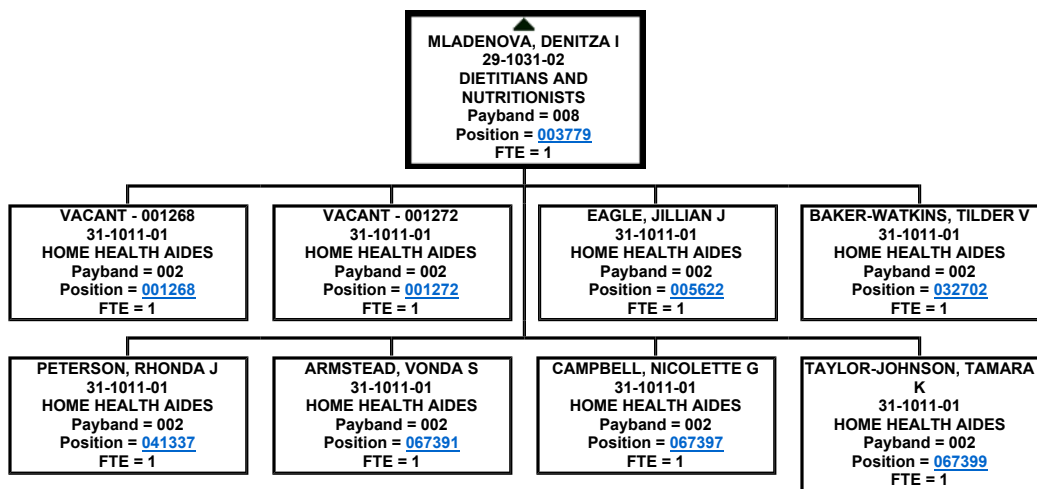 MLADENOVA, DENITZA I
29-1031-02
DIETITIANS AND
NUTRITIONISTS
Payband = 008
Position = 003779
FTE = 1
VACANT - 001268
31-1011-01
HOME HEALTH AIDES
Payband = 002
Position = 001268
FTE = 1
VACANT - 001272
31-1011-01
HOME HEALTH AIDES
Payband = 002
Position = 001272
FTE = 1
EAGLE, JILLIAN J
31-1011-01
HOME HEALTH AIDES
Payband = 002
Position = 005622
FTE = 1
BAKER-WATKINS, TILDER V
31-1011-01
HOME HEALTH AIDES
Payband = 002
Position = 032702
FTE = 1
PETERSON, RHONDA J
31-1011-01
HOME HEALTH AIDES
Payband = 002
Position = 041337
FTE = 1
ARMSTEAD, VONDA S
31-1011-01
HOME HEALTH AIDES
Payband = 002
Position = 067391
FTE = 1
CAMPBELL, NICOLETTE G
31-1011-01
HOME HEALTH AIDES
Payband = 002
Position = 067397
FTE = 1
TAYLOR-JOHNSON, TAMARA
K
31-1011-01
HOME HEALTH AIDES
Payband = 002
Position = 067399
FTE = 1